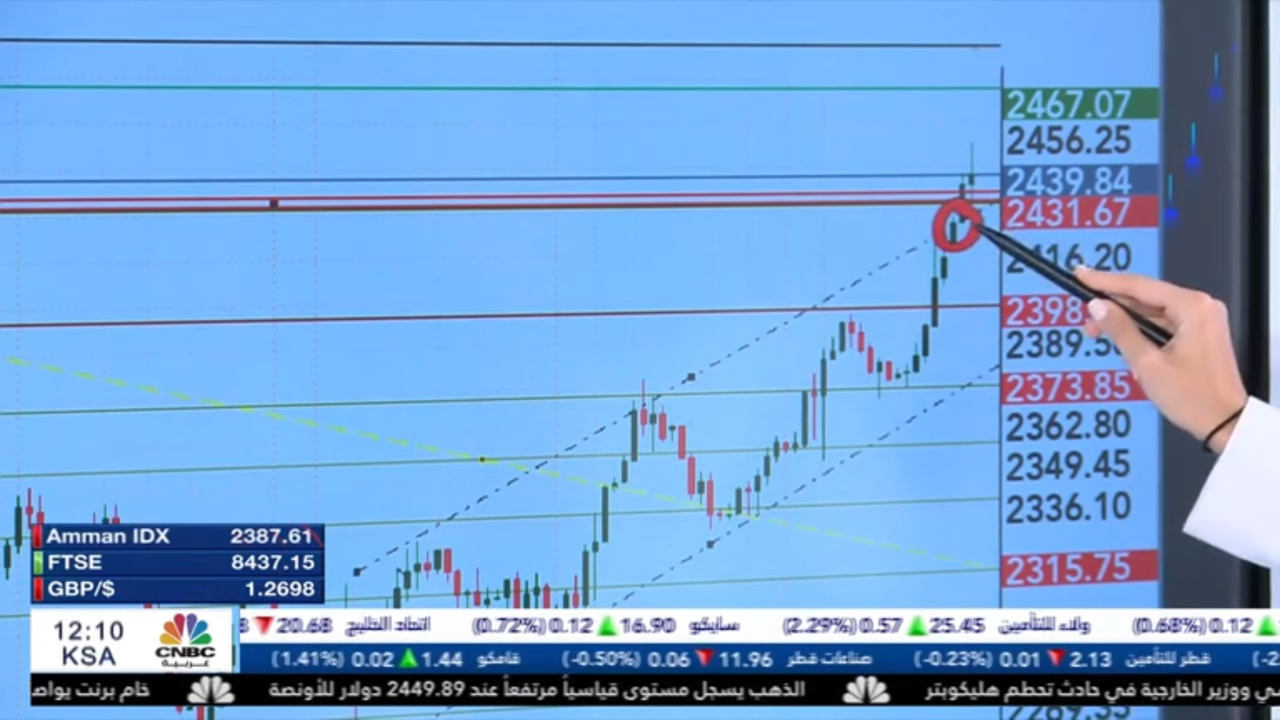 2467.07
2456.25
2439.84
2431.67
2416.20
2398.
2389.5
2373.85
2362.80
2349.45
2336.10
2315.75
Amman IDX 2387.61
FTSE 8437.15
GBP/$ 1.2698
12:10
KSA
CNBC
عربية
(0.68%) 0.12 ولاء للتأمين 25.45 0.57 (2.29%) سايكو 16.90 0.12 (0.72%) اتحاد الخليج 20.68
قطر للتأمين 2.13 0.01 (-0.23%) صناعات قطر 11.96 0.06 (-0.50%) قامكو 1.44 0.02 (1.41%)
ووزير الخارجية في حادث تحطم هليكوبتر الذهب يسجل مستوى قياسياً مرتفعاً عند 2449.89 دولار للأونصة خام برنت